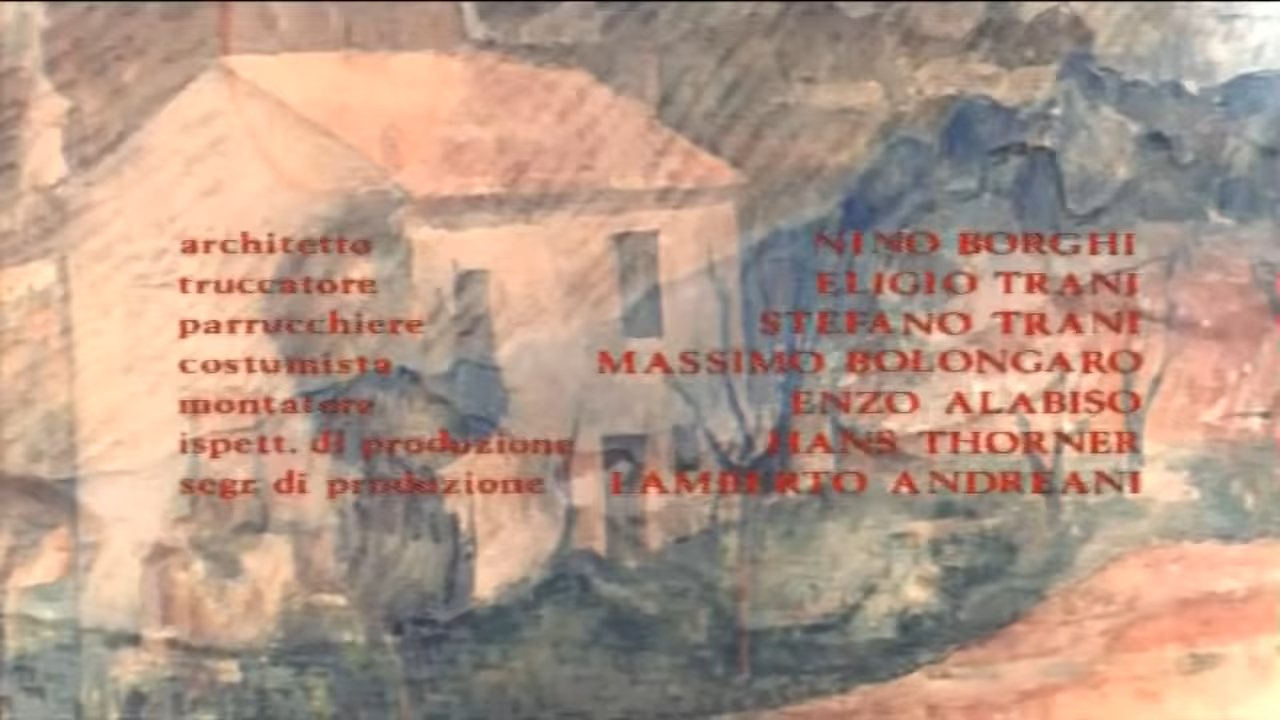 architetto NINO BORGHI
truccatore ELIGIO TRANI
parrucchiere STEFANO TRANI
costumista MASSIMO BOLONGARO
montatore ENZO ALABISO
ispett. di produzione HANS THORNER
segr. di produzione LAMBERTO ANDREANI